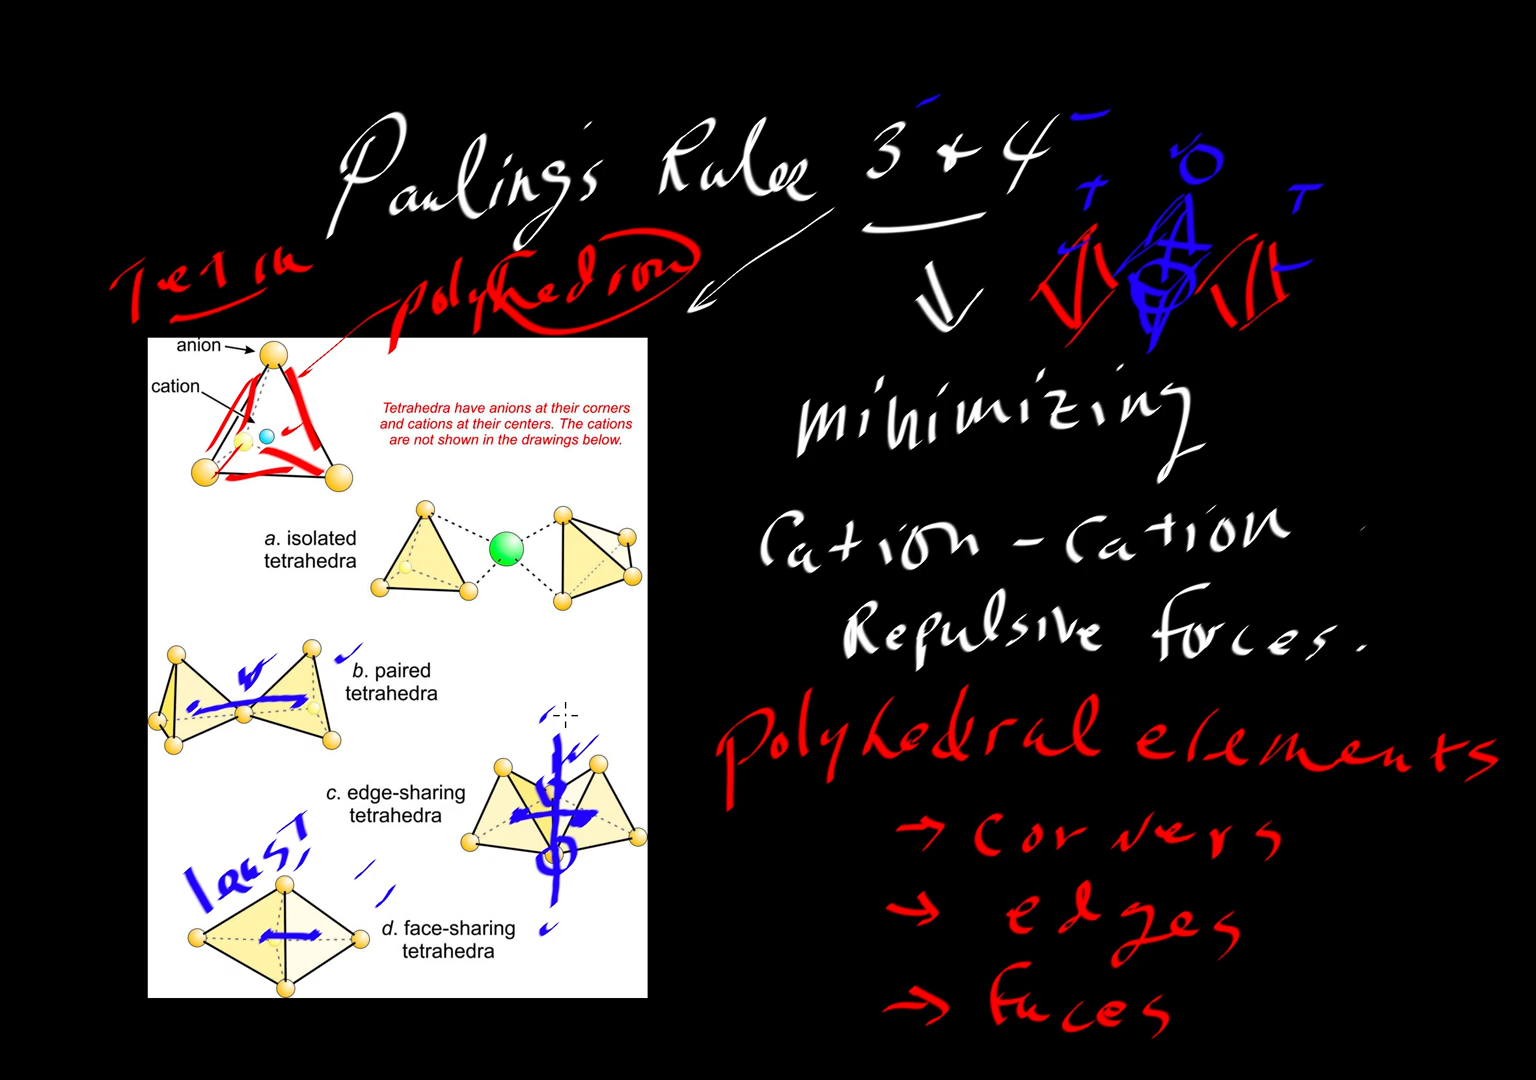 Pauling's Rules 3 & 4
Tetra
polyhedron
anion
cation
Tetrahedra have anions at their corners
and cations at their centers. The cations
are not shown in the drawings below.
a. isolated
tetrahedra
b. paired
tetrahedra
c. edge-sharing
tetrahedra
least
d. face-sharing
tetrahedra
minimizing
Cation - Cation
Repulsive forces.
polyhedral elements
→ corners
→ edges
→ Faces